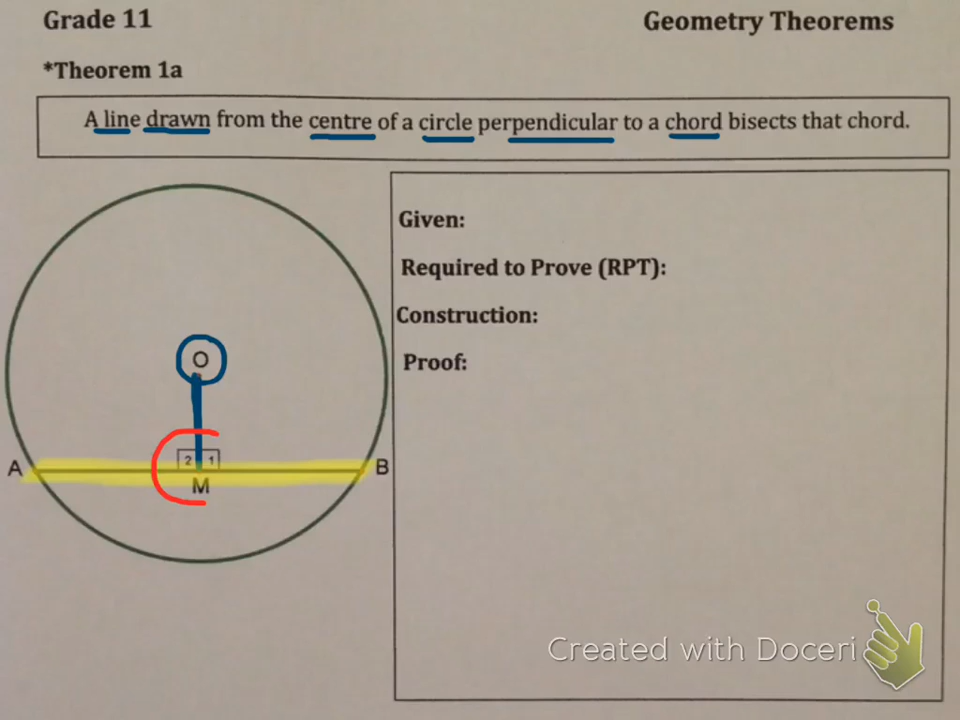 Grade 11
Geometry Theorems
*Theorem 1a
A line drawn from the centre of a circle perpendicular to a chord bisects that chord.
Given:
Required to Prove (RPT):
Construction:
Proof:
O
2 1
A
B
M
Created with Doceri